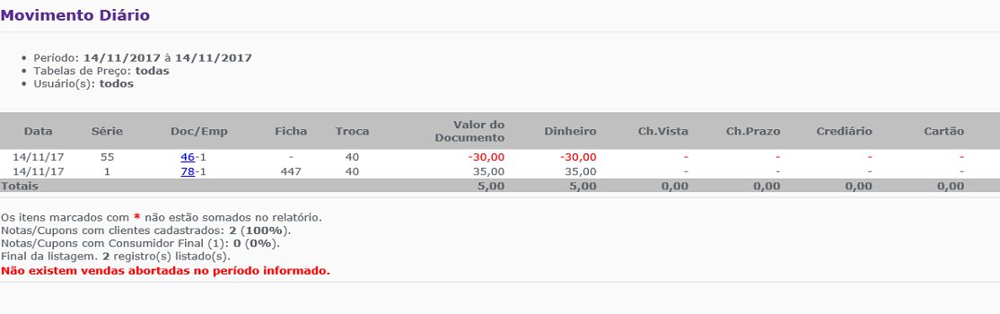 Movimento Diário
• Período: 14/11/2017 à 14/11/2017
• Tabelas de Preço: todas
• Usuário(s): todos
Data Série Doc/Emp Ficha Troca Valor do Documento Dinheiro Ch.Vista Ch.Prazo Crediário Cartão
14/11/17 55 46-1 - 40 -30,00 -30,00 - - - -
14/11/17 1 78-1 447 40 35,00 35,00 - - - -
Totais 5,00 5,00 0,00 0,00 0,00 0,00
Os itens marcados com * não estão somados no relatório.
Notas/Cupons com clientes cadastrados: 2 (100%).
Notas/Cupons com Consumidor Final (1): 0 (0%).
Final da listagem. 2 registro(s) listado(s).
Não existem vendas abortadas no período informado.